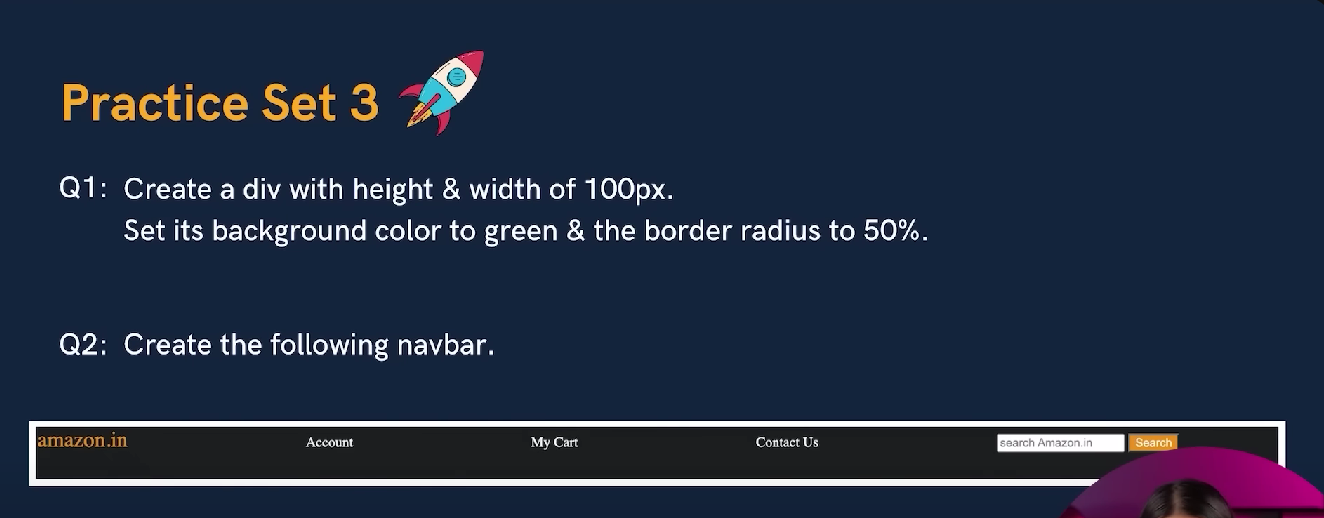 Practice Set 3
Q1: Create a div with height & width of 100px.
Set its background color to green & the border radius to 50%.
Q2: Create the following navbar.
amazon.in Account My Cart Contact Us search Amazon.in Search